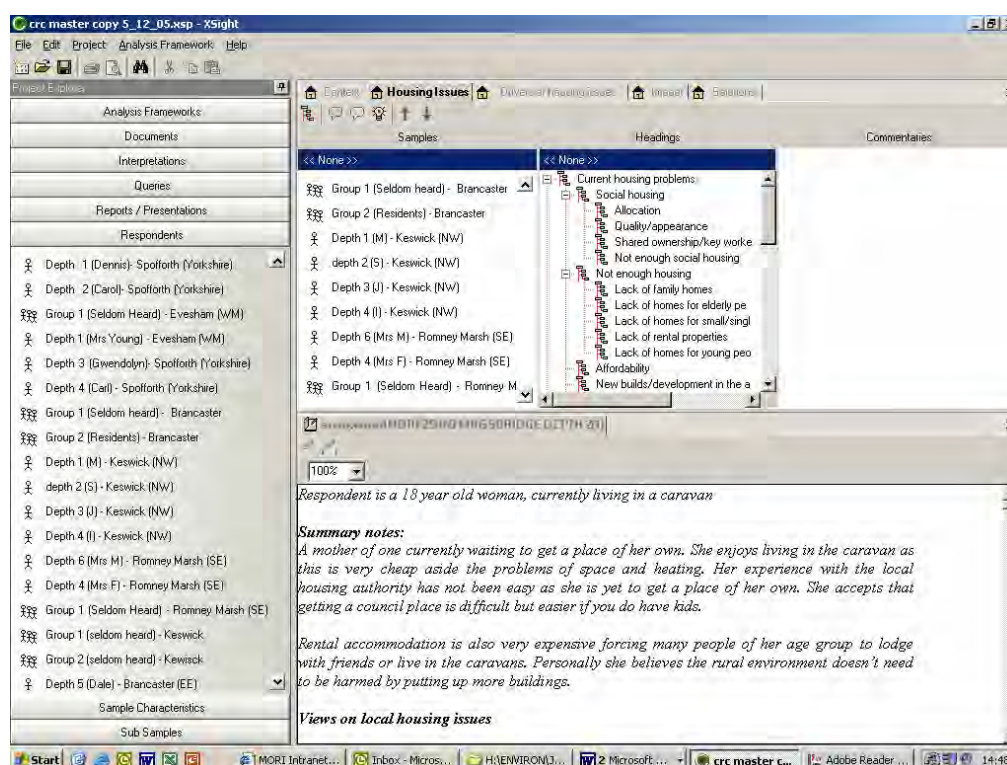 crc master copy 5_12_05.xsp - XSight
File Edit Project Analysis Framework Help
Project Explorer
Analysis Frameworks
Documents
Interpretations
Queries
Reports / Presentations
Respondents
Depth 1 (Dennis)- Spofforth (Yorkshire)
Depth 2 (Carol)- Spofforth (Yorkshire)
Group 1 (Seldom Heard) - Evesham (WM)
Depth 1 (Mrs Young) - Evesham (WM)
Depth 3 (Gwendolyn)- Spofforth (Yorkshire)
Depth 4 (Carl) - Spofforth (Yorkshire)
Group 1 (Seldom heard) - Brancaster
Group 2 (Residents) - Brancaster
Depth 1 (M) - Keswick (NW)
depth 2 (S) - Keswick (NW)
Depth 3 (J) - Keswick (NW)
Depth 4 (I) - Keswick (NW)
Depth 6 (Mrs M) - Romney Marsh (SE)
Depth 4 (Mrs F) - Romney Marsh (SE)
Group 1 (Seldom Heard) - Romney Marsh (SE)
Group 1 (seldom heard) - Keswick
Group 2 (seldom heard) - Kewisck
Depth 5 (Dale) - Brancaster (EE)
Sample Characteristics
Sub Samples
Context Housing Issues Universal housing issues Impact Solutions
Samples Headings Commentaries
<< None >> << None >>
Group 1 (Seldom heard) - Brancaster
Group 2 (Residents) - Brancaster
Depth 1 (M) - Keswick (NW)
depth 2 (S) - Keswick (NW)
Depth 3 (J) - Keswick (NW)
Depth 4 (I) - Keswick (NW)
Depth 6 (Mrs M) - Romney Marsh (SE)
Depth 4 (Mrs F) - Romney Marsh (SE)
Group 1 (Seldom Heard) - Romney M
Current housing problems
Social housing
Allocation
Quality/appearance
Shared ownership/key worke
Not enough social housing
Not enough housing
Lack of family homes
Lack of homes for elderly pe
Lack of homes for small/singl
Lack of rental properties
Lack of homes for young peo
Affordability
New builds/development in the a
100%
Respondent is a 18 year old woman, currently living in a caravan
Summary notes:
A mother of one currently waiting to get a place of her own. She enjoys living in the caravan as
this is very cheap aside the problems of space and heating. Her experience with the local
housing authority has not been easy as she is yet to get a place of her own. She accepts that
getting a council place is difficult but easier if you do have kids.
Rental accommodation is also very expensive forcing many people of her age group to lodge
with friends or live in the caravans. Personally she believes the rural environment doesn't need
to be harmed by putting up more buildings.
Views on local housing issues
Start MORI Intranet... Inbox - Micros... H:\ENVIRON\J... 2 Microsoft ... crc master c... Adobe Reader ... 14:4